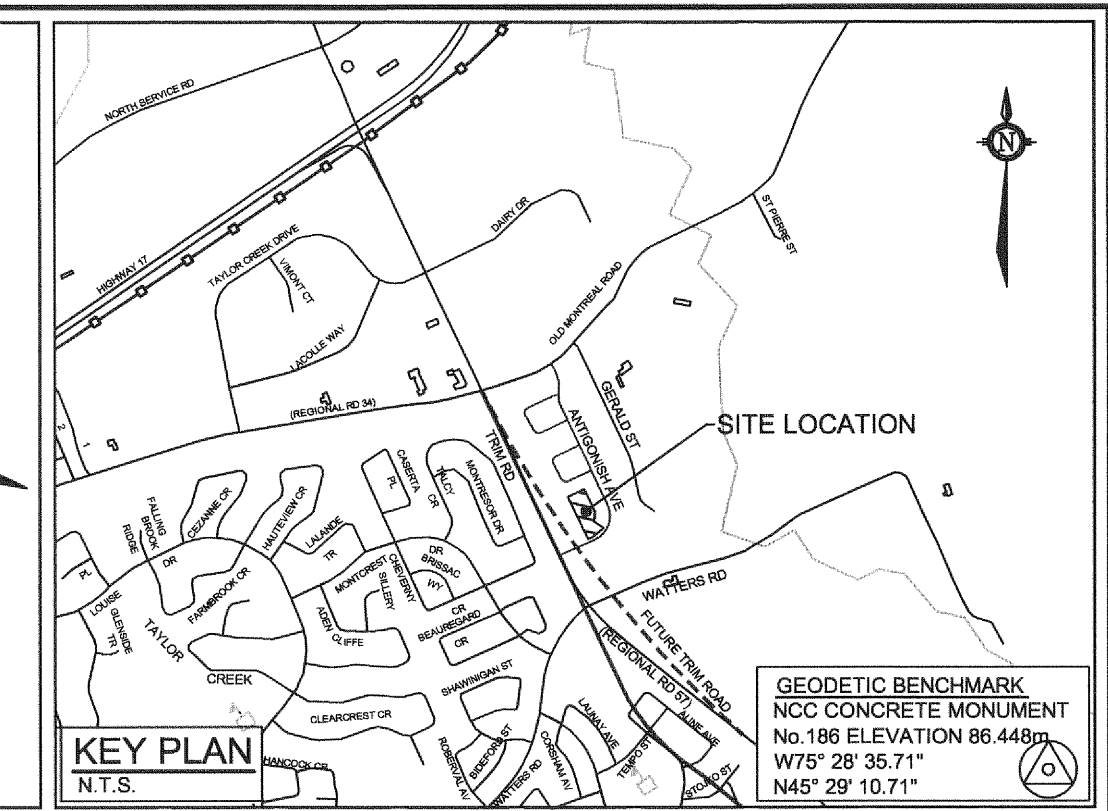 NORTH SERVICE RD
HIGHWAY 17
TAYLOR CREEK DRIVE
VIMONT CT
LACOLLE WAY
DAIRY DR
ST PIERRE ST
N
OLD MONTREAL ROAD
(REGIONAL RD 34)
TRIM RD
GERALD ST
ANTIGONISH AVE
SITE LOCATION
2
1
FALLING
BROOK
RIDGE
CEZANNE CR
HAUTEVIEW CR
LALANDE
TR
CASERTA
PL
TALCY
CR
MONTRESOR DR
DR
BRISSAC
WY
CHEVERNY
CR
MONTCREST
SILLERY
ADEN
CLIFFE
BEAUREGARD
CR
PL
LOUISE
DR
GLENSIDE
TR
FARMBROOK CR
TAYLOR
CREEK
WATTERS RD
FUTURE TRIM ROAD
(REGIONAL RD 57)
SHAWINIGAN ST
CLEARCREST CR
HANCOCK CR
ROBERVAL AV
BIDEFORD ST
WATTERS RD
CORSHAM AV
LAUNAY AVE
TEMPO ST
ALINE AVE
KEY PLAN
N.T.S.
GEODETIC BENCHMARK
NCC CONCRETE MONUMENT
No.186 ELEVATION 86.448m
W75° 28' 35.71"
N45° 29' 10.71"